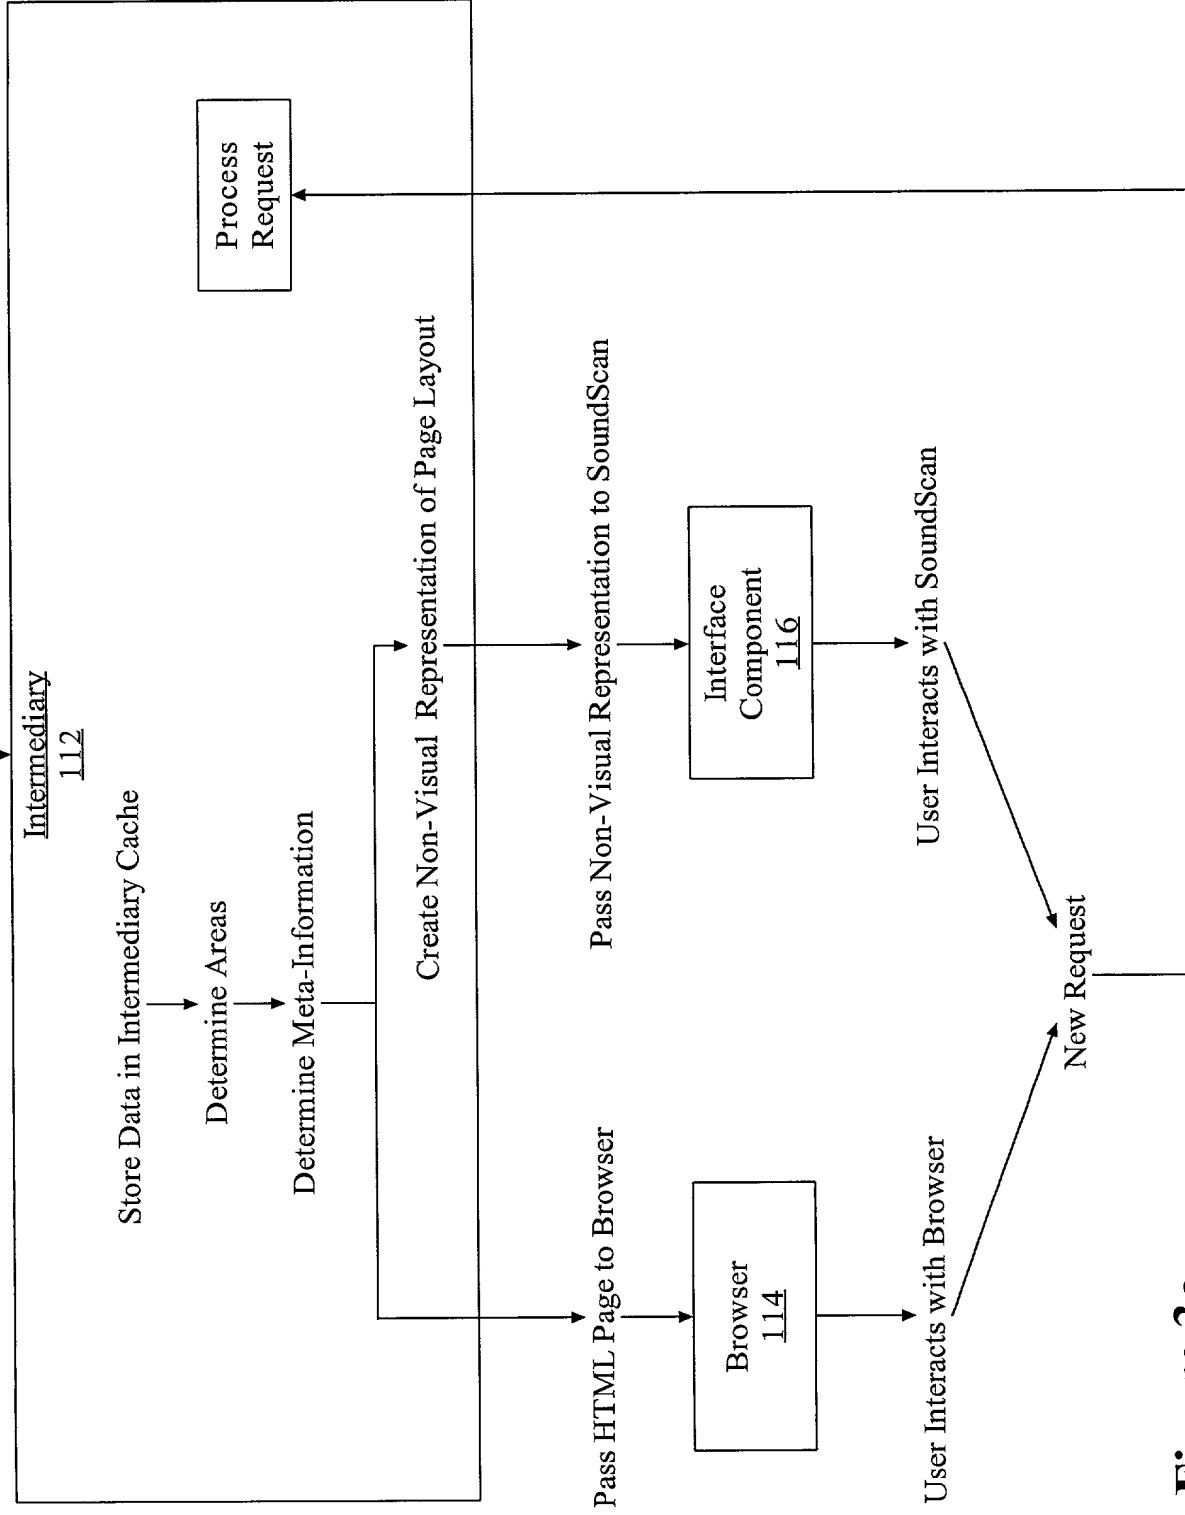 Intermediary
112
Store Data in Intermediary Cache
Determine Areas
Determine Meta-Information
Process
Request
Create Non-Visual Representation of Page Layout
Pass HTML Page to Browser
Pass Non-Visual Representation to SoundScan
Browser
114
Interface
Component
116
User Interacts with Browser
User Interacts with SoundScan
New Request